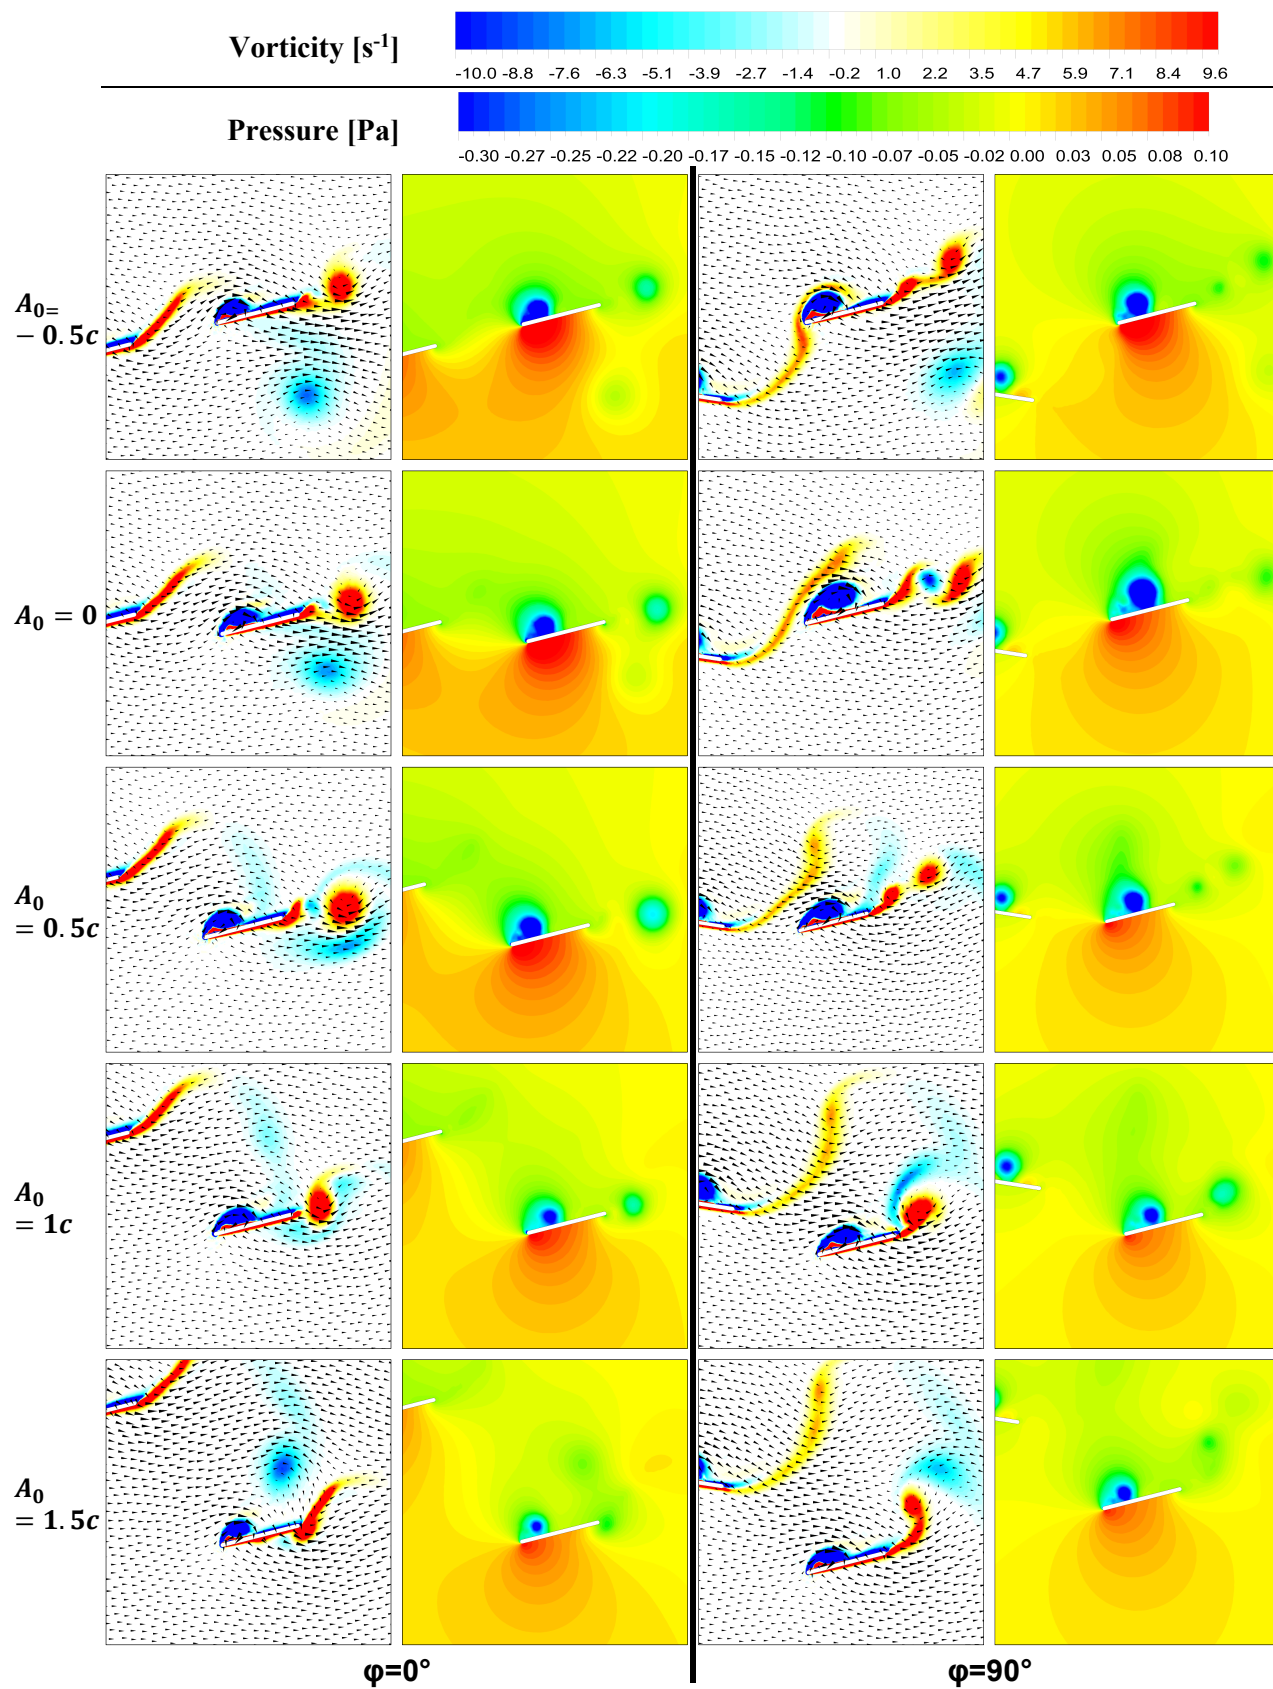 Vorticity [s-1]
-10.0 -8.8 -7.6 -6.3 -5.1 -3.9 -2.7 -1.4 -0.2 1.0 2.2 3.5 4.7 5.9 7.1 8.4 9.6
Pressure [Pa]
-0.30 -0.27 -0.25 -0.22 -0.20 -0.17 -0.15 -0.12 -0.10 -0.07 -0.05 -0.02 0.00 0.03 0.05 0.08 0.10
A0=
− 0.5c
A0 = 0
A0
= 0.5c
A0
= 1c
A0
= 1.5c
φ=0° φ=90°